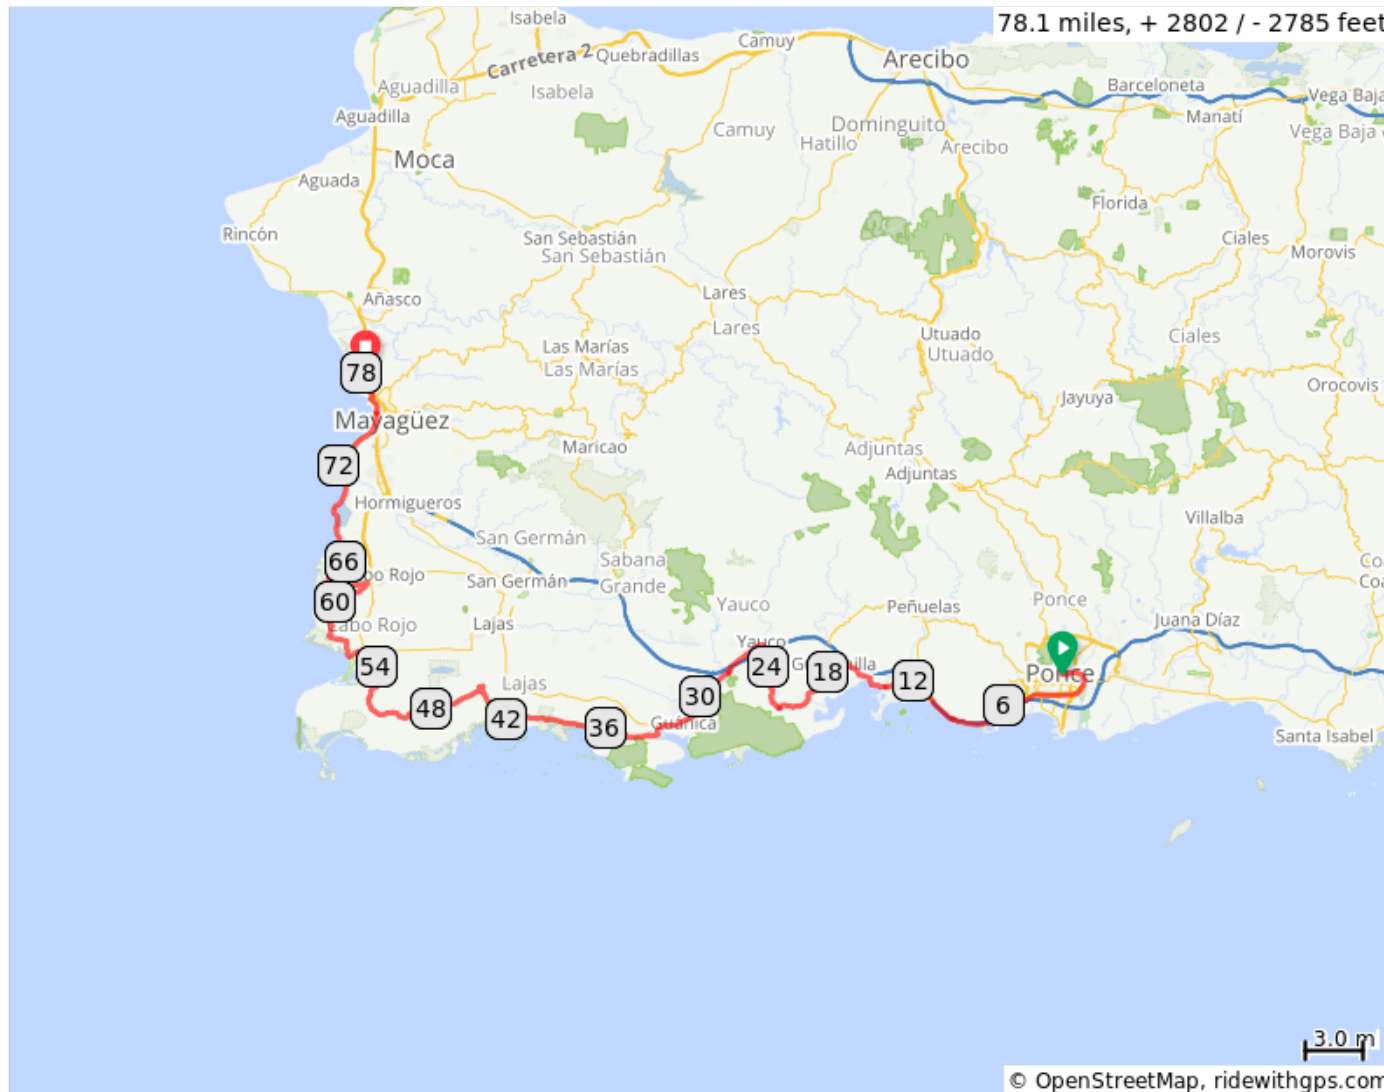 78.1 miles, + 2802 / - 2785 feet
Isabela
Camuy
Carretera 2
Quebradillas
Arecibo
Aguadilla
Isabela
Barceloneta
Vega Baja
Aguadilla
Manatí
Camuy
Dominguito
Vega Baja
Hatillo
Arecibo
Moca
Aguada
Florida
Rincón
San Sebastián
Ciales
San Sebastián
Morovis
Añasco
Lares
Lares
Utuado
Ciales
Las Marías
Utuado
Las Marías
78
Orocovis
Jayuya
Mayagüez
Maricao
Adjuntas
72
Adjuntas
Hormigueros
Villalba
San Germán
66
Sabana
Grande
bo Rojo
San Germán
Ponce
60
Yauco
Peñuelas
Cabo Rojo
Lajas
Juana Díaz
Yauco
54
24
18
illa
12
Ponce
Lajas
30
48
42
6
36
Guánica
Santa Isabel
3.0 m
© OpenStreetMap, ridewithgps.com